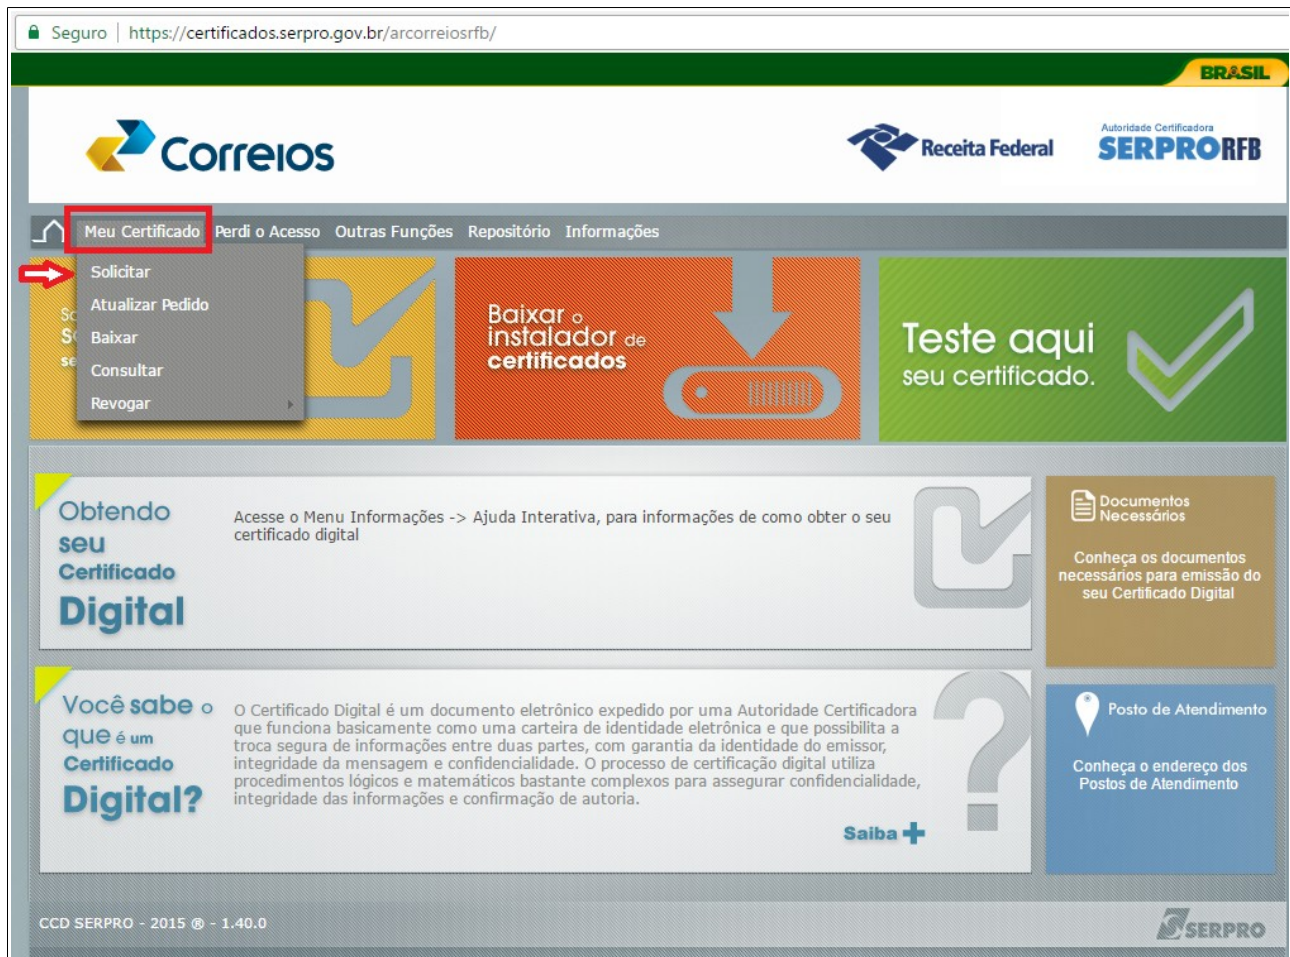 Seguro | https://certificados.serpro.gov.br/arcorreiosrfb/
BRASIL
Correios
Receita Federal
Autoridade Certificadora
SERPRORFB
Meu Certificado Perdi o Acesso Outras Funções Repositório Informações
Solicitar
Atualizar Pedido
Baixar
Consultar
Revogar
Baixar o
instalador de
certificados
Teste aqui
seu certificado.
Obtendo
seu
Certificado
Digital
Acesse o Menu Informações -> Ajuda Interativa, para informações de como obter o seu
certificado digital
Documentos
Necessários
Conheça os documentos
necessários para emissão do
seu Certificado Digital
Você sabe o
que é um
Certificado
Digital?
O Certificado Digital é um documento eletrônico expedido por uma Autoridade Certificadora
que funciona basicamente como uma carteira de identidade eletrônica e que possibilita a
troca segura de informações entre duas partes, com garantia da identidade do emissor,
integridade da mensagem e confidencialidade. O processo de certificação digital utiliza
procedimentos lógicos e matemáticos bastante complexos para assegurar confidencialidade,
integridade das informações e confirmação de autoria.
Saiba +
Posto de Atendimento
Conheça o endereço dos
Postos de Atendimento
CCD SERPRO - 2015 ® - 1.40.0
SERPRO